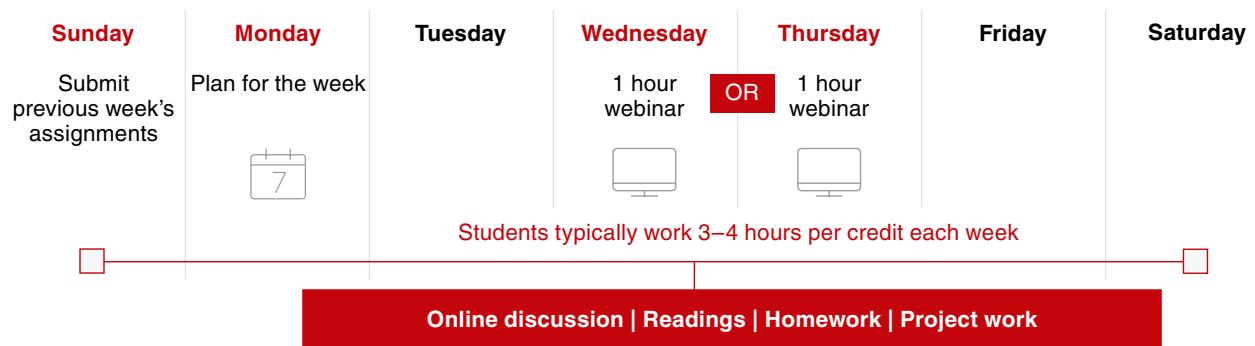 Sunday
Monday
Tuesday
Wednesday
Thursday
Friday
Saturday
Submit
previous week's
assignments
Plan for the week
1 hour
webinar
OR
1 hour
webinar
7
Students typically work 3–4 hours per credit each week
Online discussion | Readings | Homework | Project work